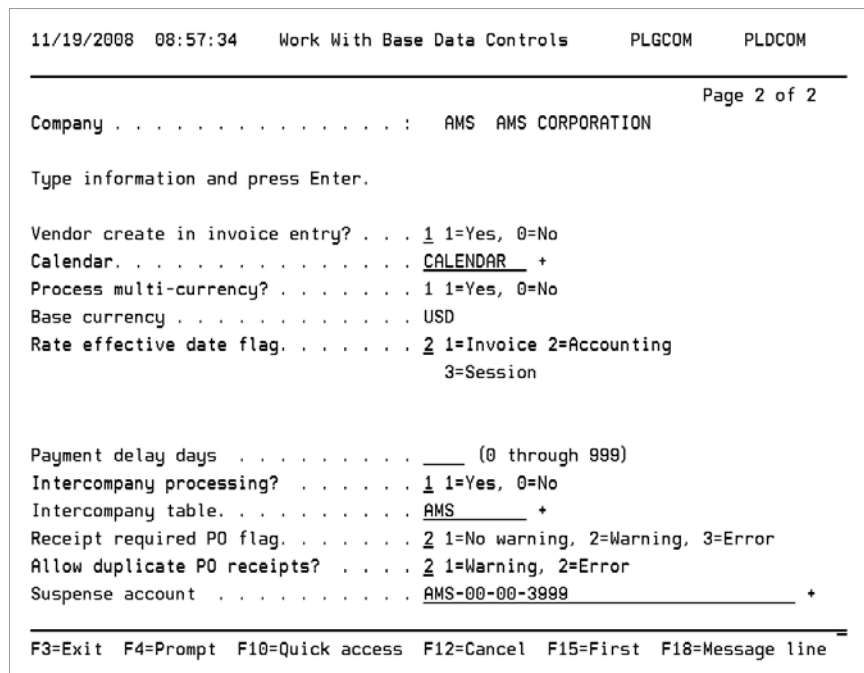 11/19/2008  08:57:34    Work With Base Data Controls      PLGCOM     PLDCOM
Page 2 of 2
Company . . . . . . . . . . . . . . :   AMS  AMS CORPORATION
Type information and press Enter.
Vendor create in invoice entry? . . . 1 1=Yes, 0=No
Calendar. . . . . . . . . . . . . . . CALENDAR   +
Process multi-currency? . . . . . . . 1 1=Yes, 0=No
Base currency . . . . . . . . . . . . USD
Rate effective date flag. . . . . . . 2 1=Invoice 2=Accounting
3=Session
Payment delay days  . . . . . . . . . ____ (0 through 999)
Intercompany processing?  . . . . . . 1 1=Yes, 0=No
Intercompany table. . . . . . . . . . AMS        +
Receipt required PO flag. . . . . . . 2 1=No warning, 2=Warning, 3=Error
Allow duplicate PO receipts?  . . . . 2 1=Warning, 2=Error
Suspense account  . . . . . . . . . . AMS-00-00-3999                       +
F3=Exit  F4=Prompt  F10=Quick access  F12=Cancel  F15=First  F18=Message line